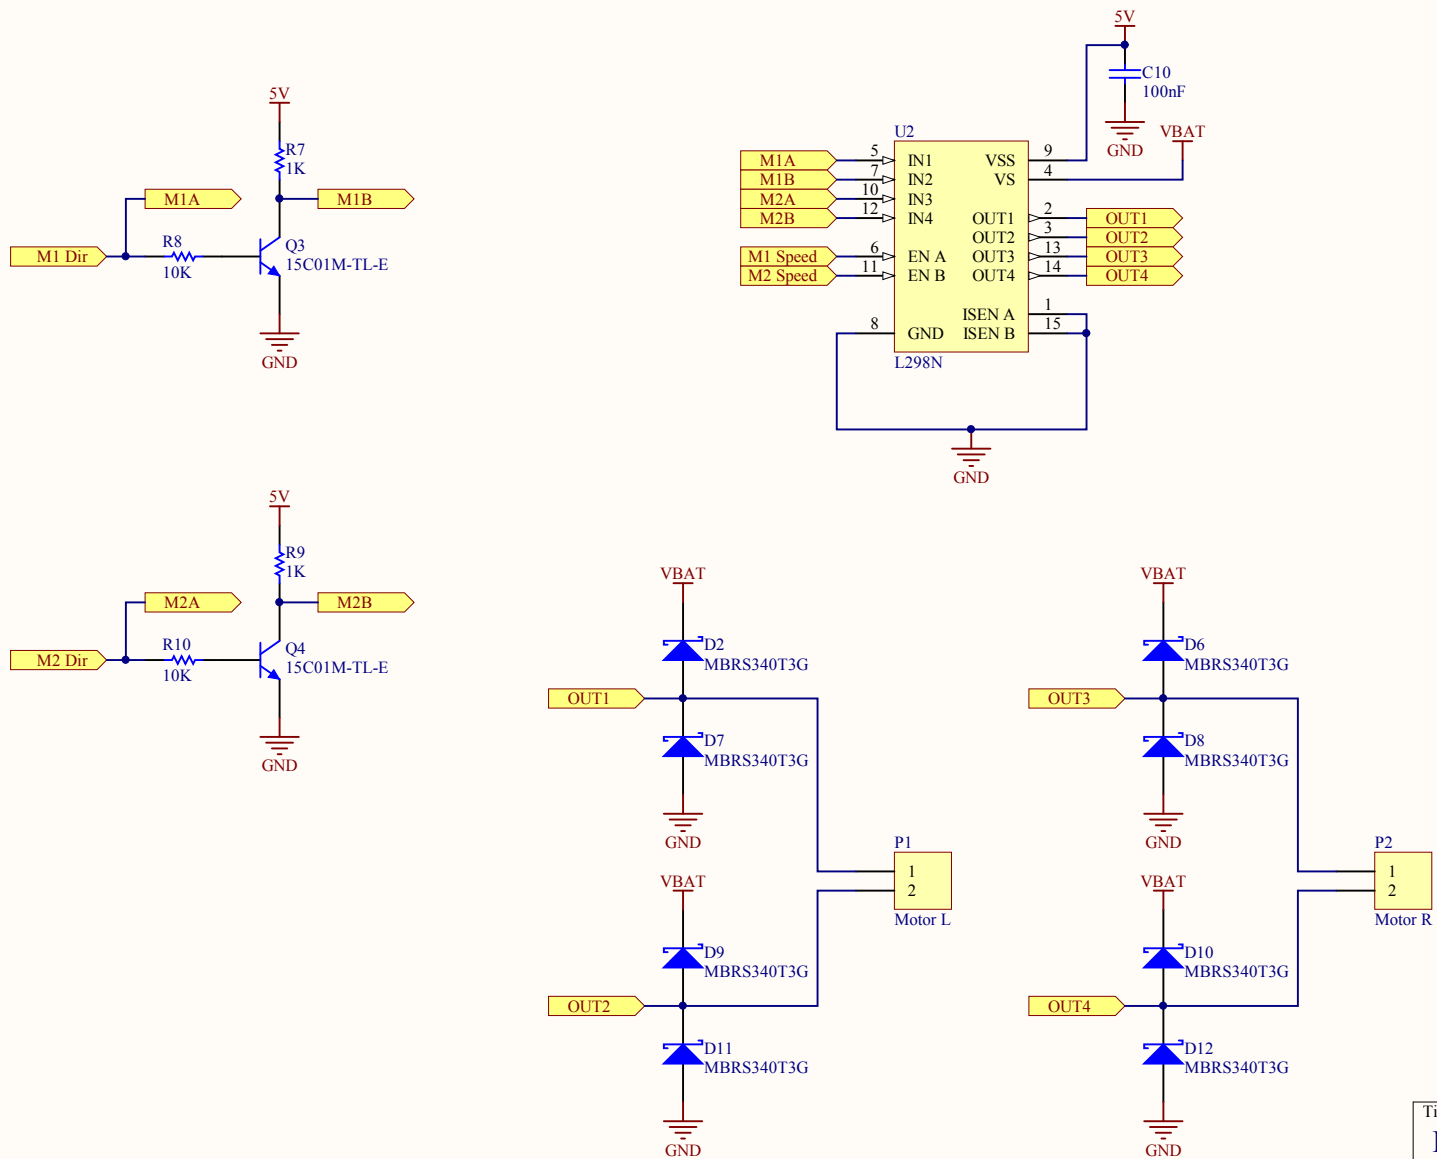 5V
R7
1K
M1A
M1B
M1 Dir
R8
10K
Q3
15C01M-TL-E
GND
5V
C10
100nF
GND
VBAT
U2
M1A
5
IN1
VSS
9
M1B
7
IN2
VS
4
M2A
10
IN3
M2B
12
IN4
OUT1
2
OUT1
OUT2
3
OUT2
M1 Speed
6
EN A
OUT3
13
OUT3
M2 Speed
11
EN B
OUT4
14
OUT4
ISEN A
1
8
GND
ISEN B
15
L298N
GND
5V
R9
1K
M2A
M2B
M2 Dir
R10
10K
Q4
15C01M-TL-E
GND
VBAT
D2
MBRS340T3G
OUT1
D7
MBRS340T3G
GND
P1
1
2
Motor L
VBAT
D9
MBRS340T3G
OUT2
D11
MBRS340T3G
GND
VBAT
D6
MBRS340T3G
OUT3
D8
MBRS340T3G
GND
P2
1
2
Motor R
VBAT
D10
MBRS340T3G
OUT4
D12
MBRS340T3G
GND